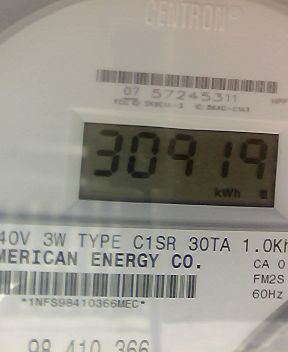 CENTRON®
07 57245311
30919
kWh
40V 3W TYPE C1SR 30TA 1.0Kh
MERICAN ENERGY CO.
CA 0
FM2S
60Hz
*1NFS98410366MEC*
98 410 366